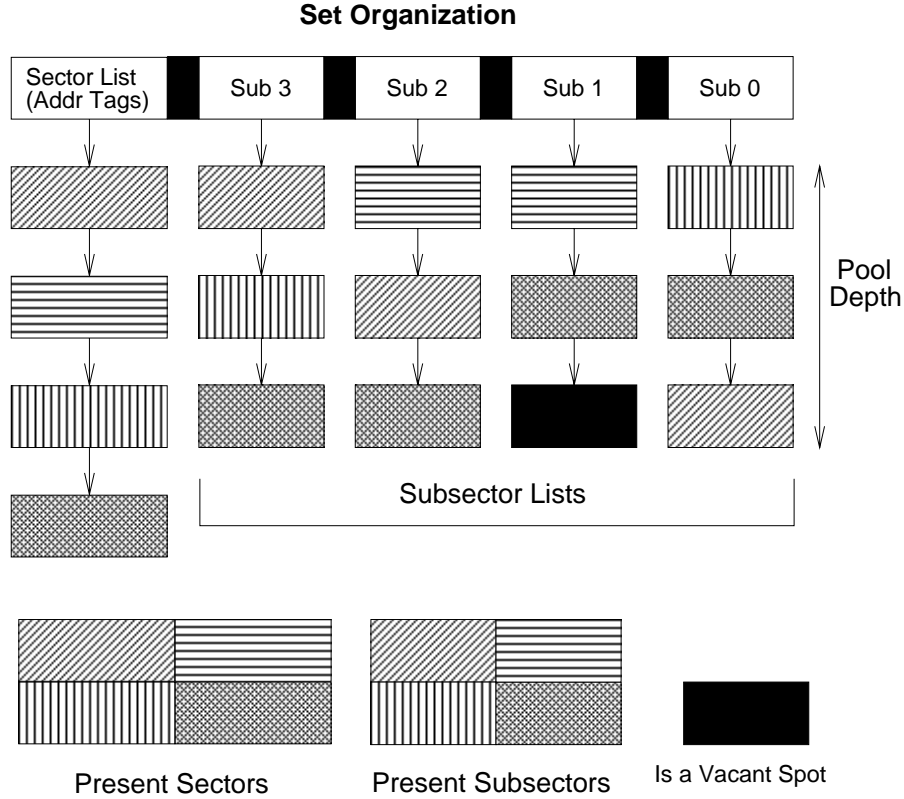 Set Organization
Sector List
(Addr Tags)
Sub 3
Sub 2
Sub 1
Sub 0
Pool
Depth
Subsector Lists
Present Sectors
Present Subsectors
Is a Vacant Spot